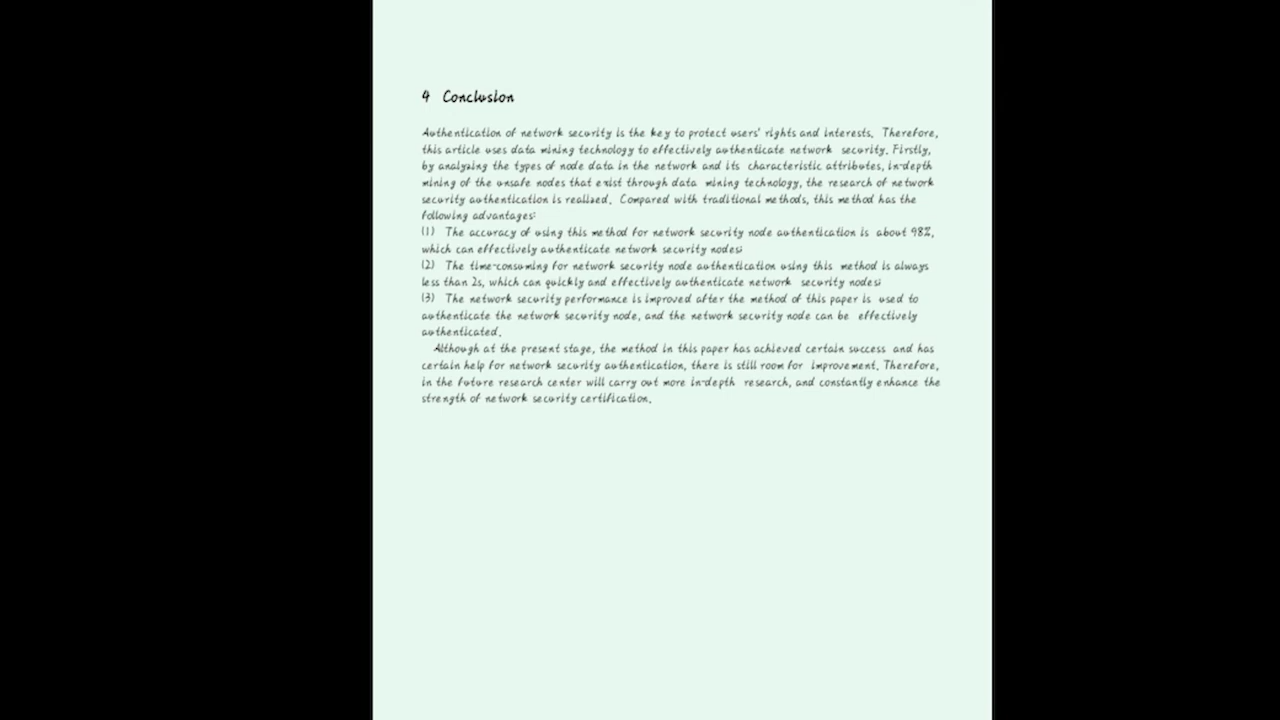 4 Conclusion
Authentication of network security is the key to protect users' rights and interests. Therefore,
this article uses data mining technology to effectively authenticate network security. Firstly,
by analyzing the types of node data in the network and its characteristic attributes, in-depth
mining of the unsafe nodes that exist through data mining technology, the research of network
security authentication is realized. Compared with traditional methods, this method has the
following advantages:
(1) The accuracy of using this method for network security node authentication is about 98%,
which can effectively authenticate network security nodes;
(2) The time-consuming for network security node authentication using this method is always
less than 2s, which can quickly and effectively authenticate network security nodes;
(3) The network security performance is improved after the method of this paper is used to
authenticate the network security node, and the network security node can be effectively
authenticated.
Although at the present stage, the method in this paper has achieved certain success and has
certain help for network security authentication, there is still room for improvement. Therefore,
in the future research center will carry out more in-depth research, and constantly enhance the
strength of network security certification.